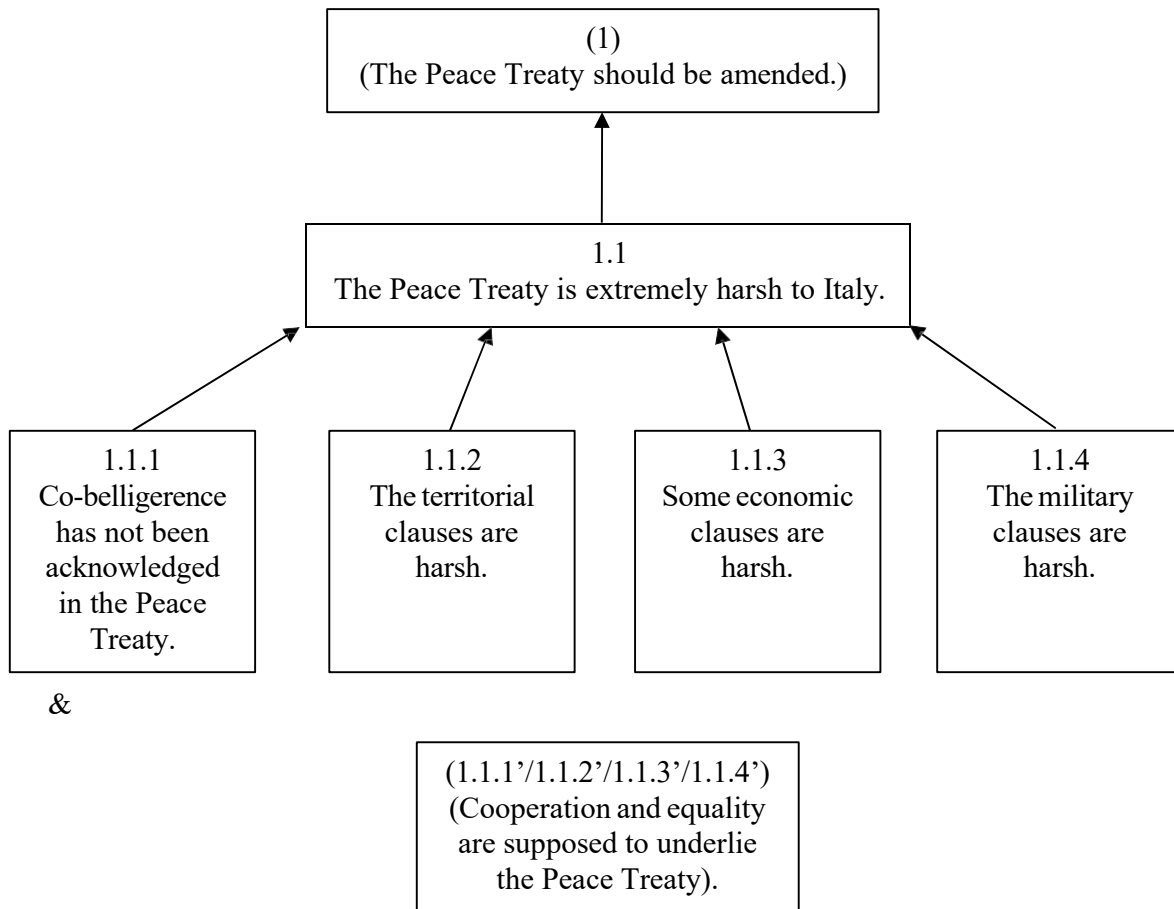 (1)
(The Peace Treaty should be amended.)
1.1
The Peace Treaty is extremely harsh to Italy.
1.1.1
Co-belligerence
has not been
acknowledged
in the Peace
Treaty.
1.1.2
The territorial
clauses are
harsh.
1.1.3
Some economic
clauses are
harsh.
1.1.4
The military
clauses are
harsh.
&
(1.1.1’/1.1.2’/1.1.3’/1.1.4’)
(Cooperation and equality
are supposed to underlie
the Peace Treaty).